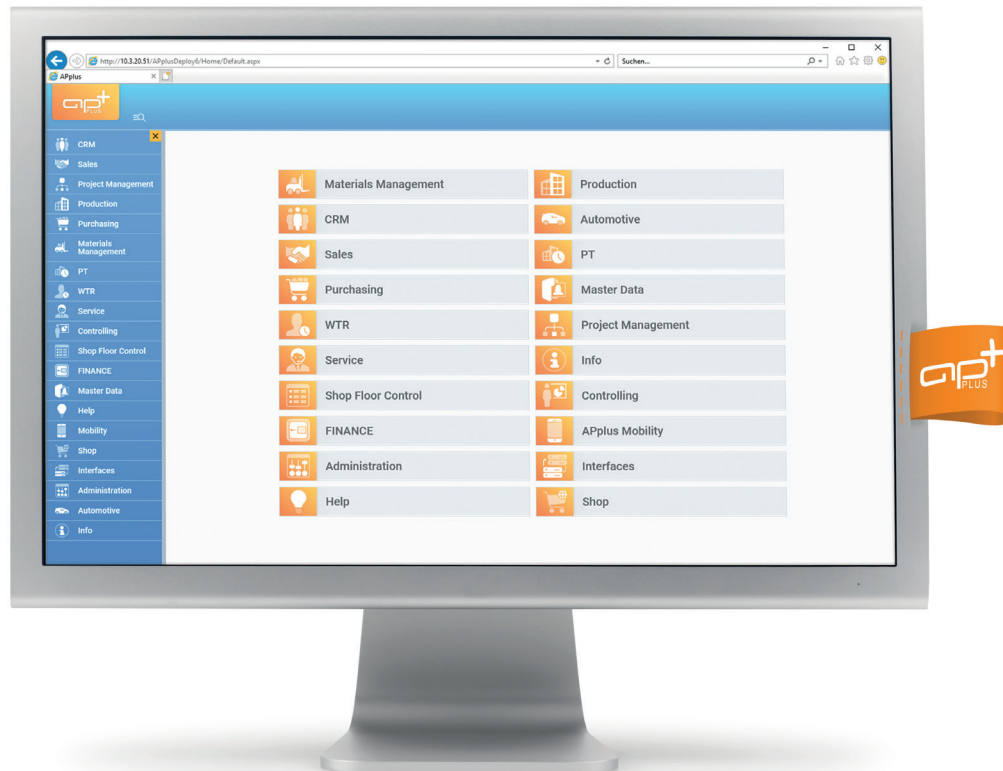 http://10.3.20.51/APplusDeploy6/Home/Default.aspx
Suchen...
APplus
ap+
PLUS
CRM
Sales
Project Management
Production
Purchasing
Materials
Management
PT
WTR
Service
Controlling
Shop Floor Control
FINANCE
Master Data
Help
Mobility
Shop
Interfaces
Administration
Automotive
Info
Materials Management
Production
CRM
Automotive
Sales
PT
Purchasing
Master Data
WTR
Project Management
Service
Info
Shop Floor Control
Controlling
FINANCE
APplus Mobility
Administration
Interfaces
Help
Shop
ap+
PLUS